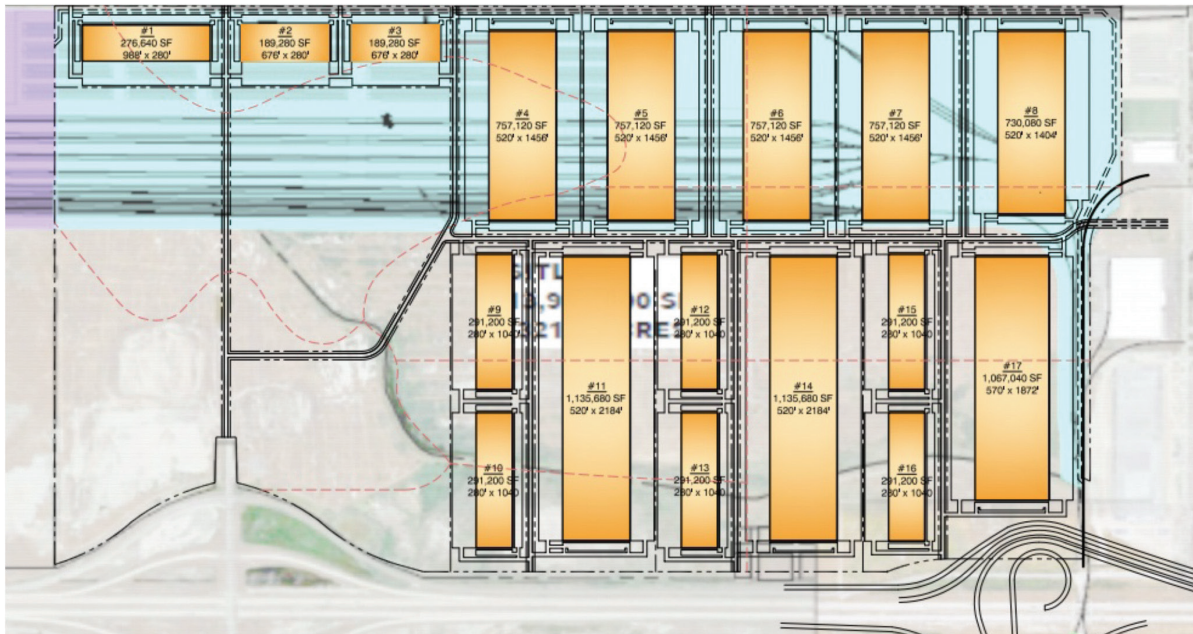 #1
276,640 SF
988' x 280'
#2
189,280 SF
676' x 280'
#3
189,280 SF
676' x 280'
#4
757,120 SF
520' x 1456'
#5
757,120 SF
520' x 1456'
#6
757,120 SF
520' x 1456'
#7
757,120 SF
520' x 1456'
#8
730,080 SF
520' x 1404'
#9
291,200 SF
280' x 1040
#10
291,200 SF
280' x 1040
#11
1,135,680 SF
520' x 2184'
#12
291,200 SF
280' x 1040
#13
291,200 SF
280' x 1040
#14
1,135,680 SF
520' x 2184'
#15
291,200 SF
280' x 1040
#16
291,200 SF
280' x 1040
#17
1,067,040 SF
570' x 1872'